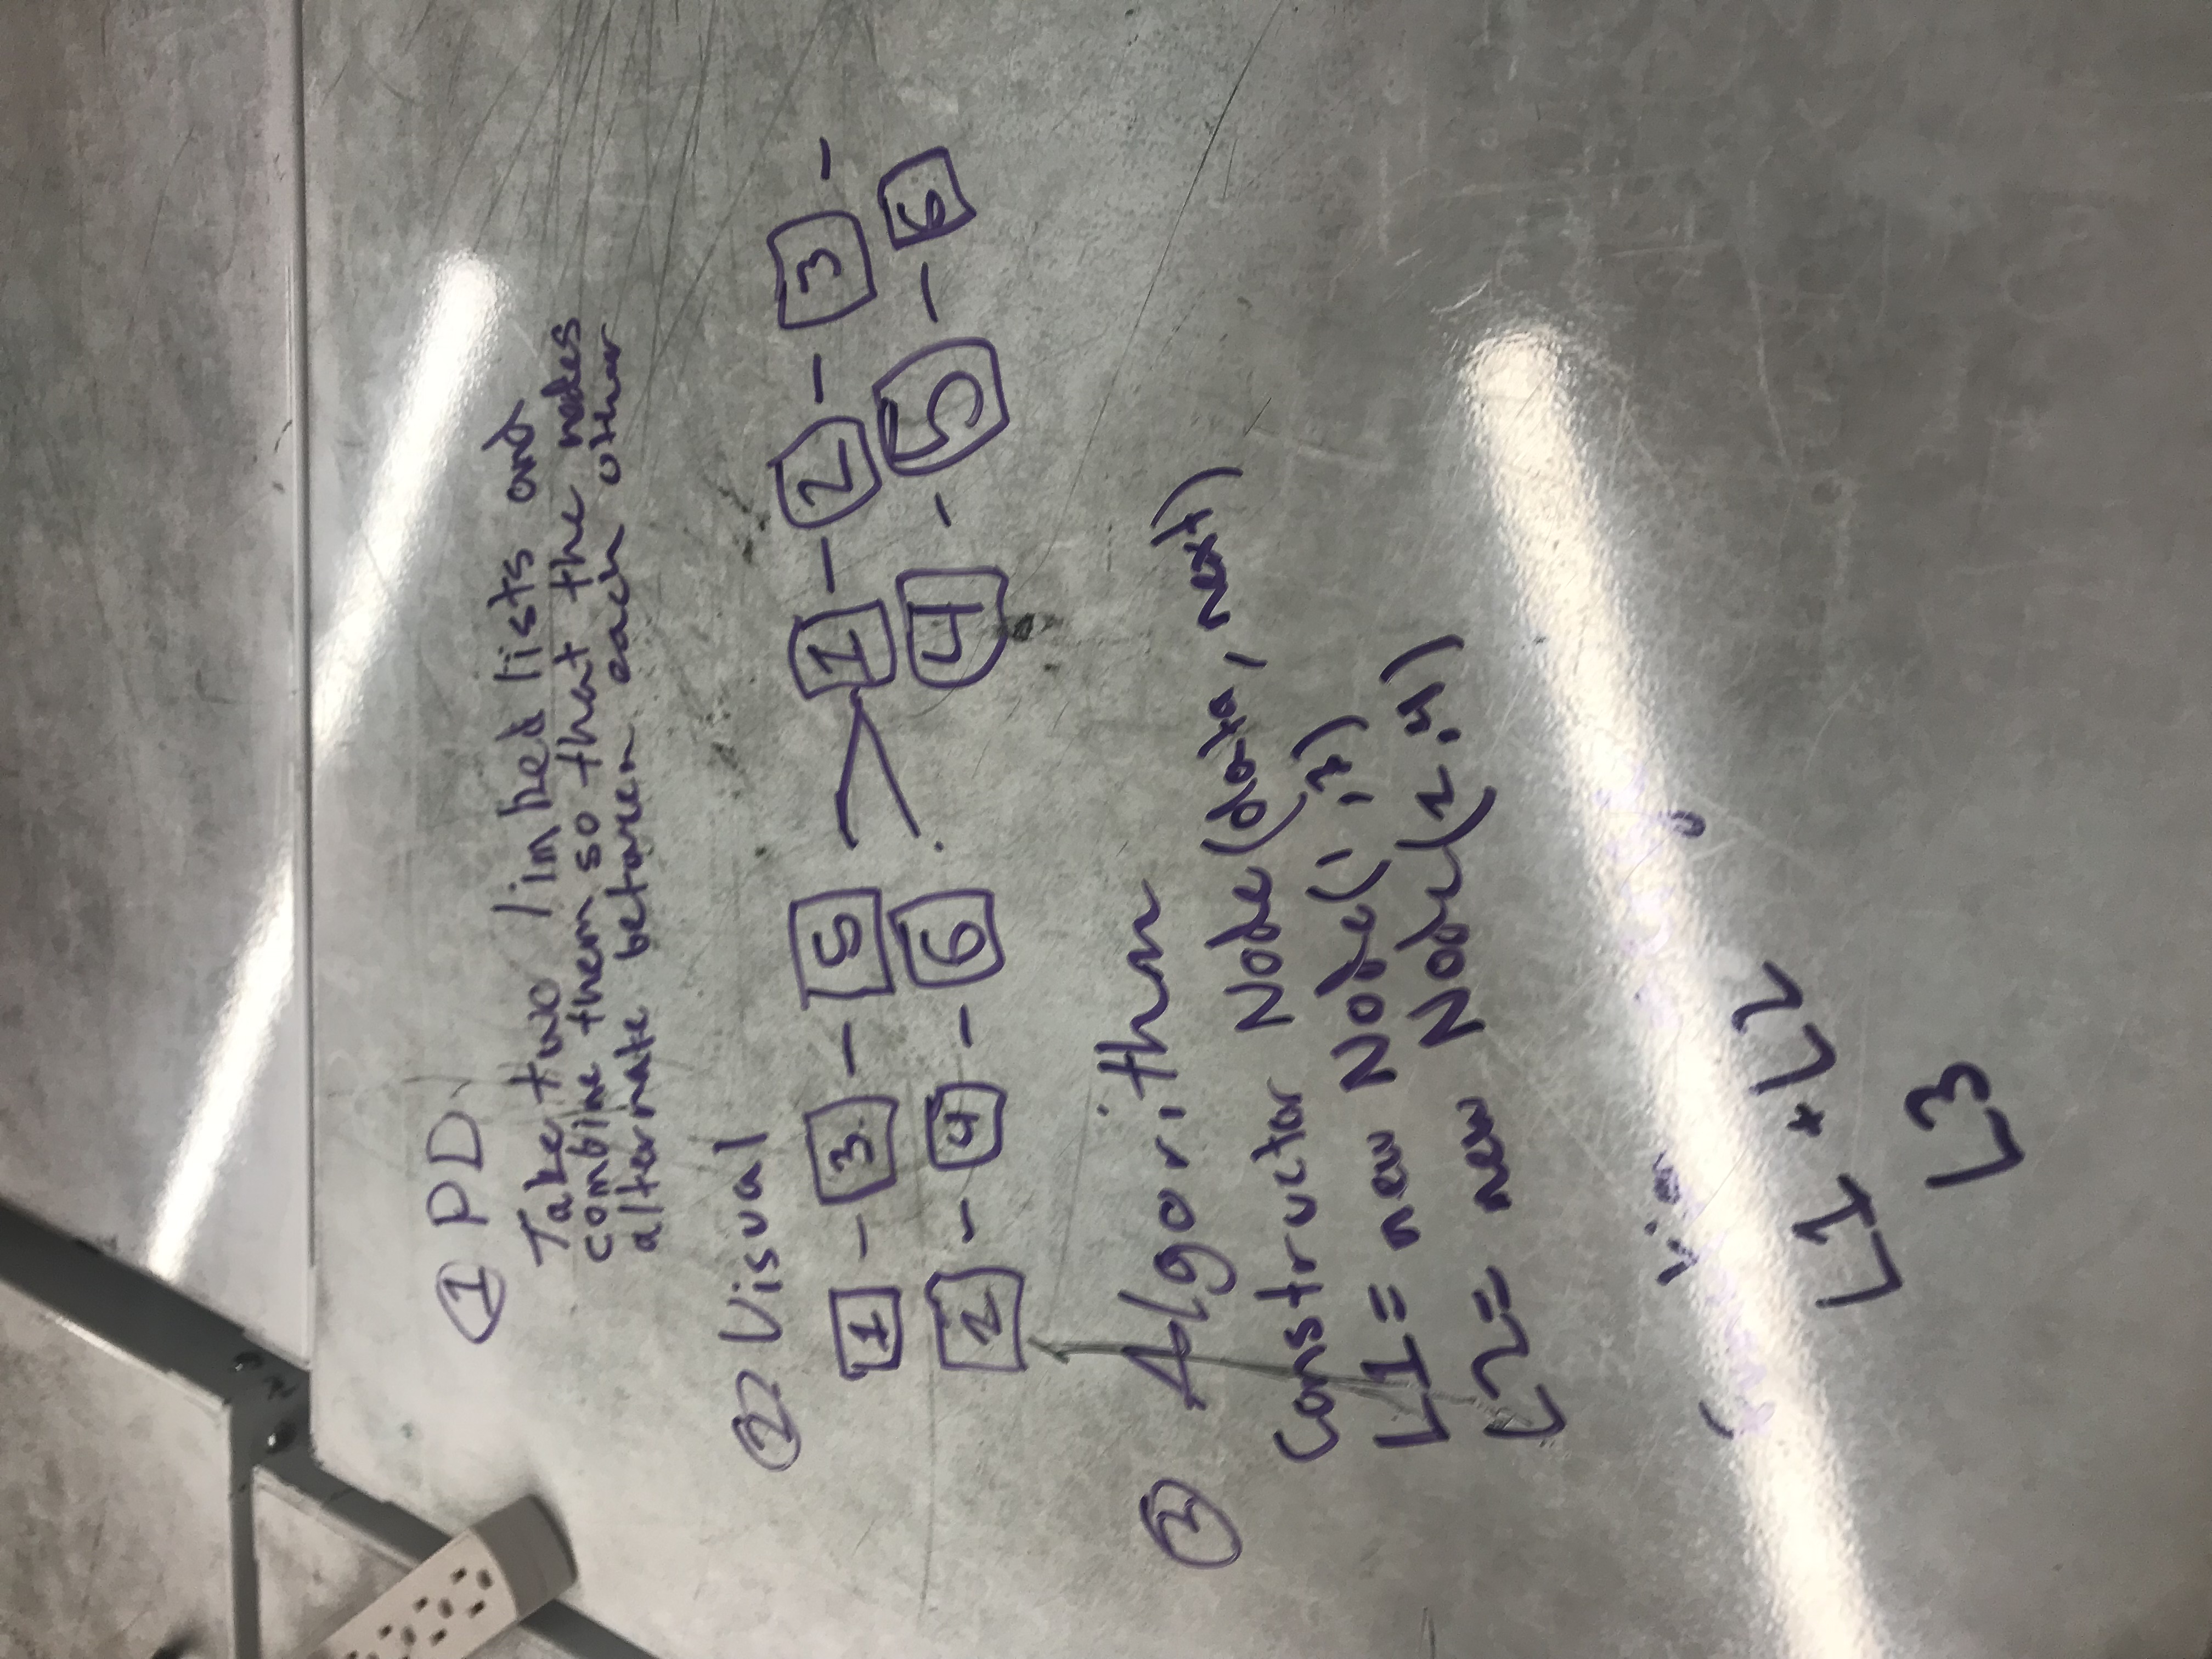 ① PD
Take two linked lists and
combine them so that the nodes
alternate between each other
② Visual
1 - 3 - 5 > 1 - 2 - 3 -
2 - 4 - 6 4 - 5 - 6
③ Algorithm
Constructor Node(data, next)
L1 = new Node(1,3)
L2 = new Node(2,4)
Function merge
L1 + L2
L3